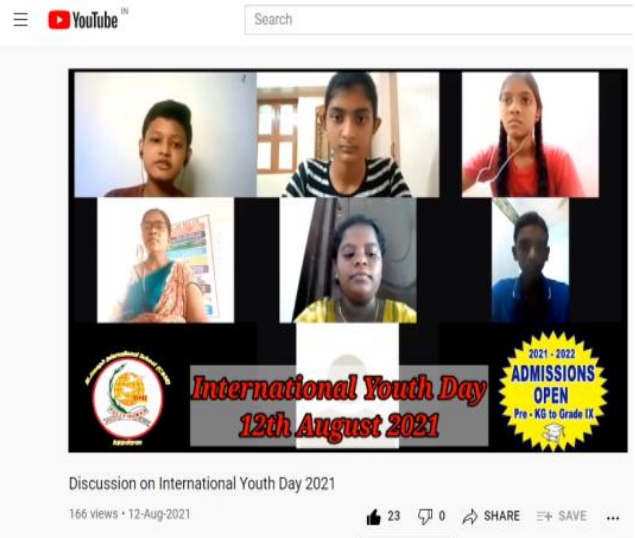 YouTube IN
Search
International Youth Day
12th August 2021
2021 - 2022
ADMISSIONS
OPEN
Pre - KG to Grade IX
Discussion on International Youth Day 2021
166 views • 12-Aug-2021
23 0 SHARE SAVE